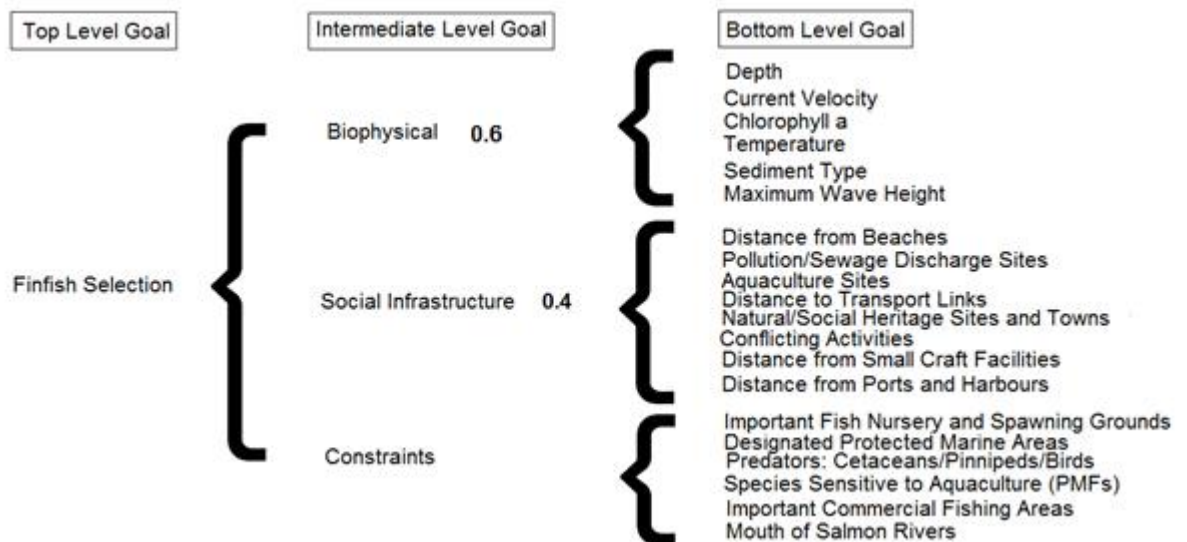 Top Level Goal
Intermediate Level Goal
Bottom Level Goal
Finfish Selection
Biophysical 0.6
Depth
Current Velocity
Chlorophyll a
Temperature
Sediment Type
Maximum Wave Height
Social Infrastructure 0.4
Distance from Beaches
Pollution/Sewage Discharge Sites
Aquaculture Sites
Distance to Transport Links
Natural/Social Heritage Sites and Towns
Conflicting Activities
Distance from Small Craft Facilities
Distance from Ports and Harbours
Constraints
Important Fish Nursery and Spawning Grounds
Designated Protected Marine Areas
Predators: Cetaceans/Pinnipeds/Birds
Species Sensitive to Aquaculture (PMFs)
Important Commercial Fishing Areas
Mouth of Salmon Rivers